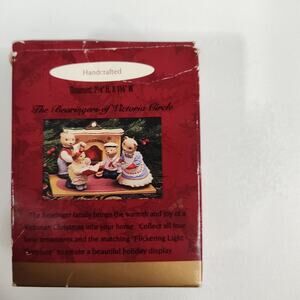 Handcrafted
The Bearingers of Victoria Circle
The Bearinger family brings the warmth and joy of a
Victorian Christmas into your home. Collect all four
bear ornaments and the matching "Flickering Light
to create a beautiful holiday display.